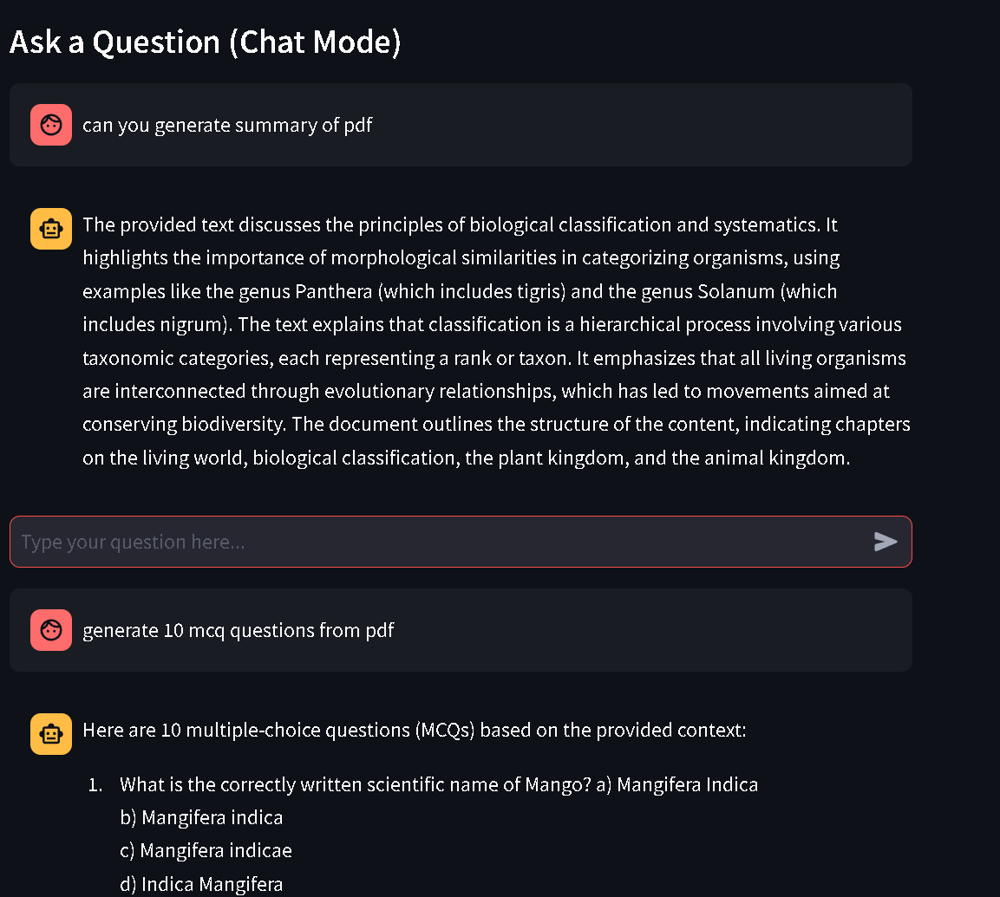 Ask a Question (Chat Mode)
can you generate summary of pdf
The provided text discusses the principles of biological classification and systematics. It
highlights the importance of morphological similarities in categorizing organisms, using
examples like the genus Panthera (which includes tigris) and the genus Solanum (which
includes nigrum). The text explains that classification is a hierarchical process involving various
taxonomic categories, each representing a rank or taxon. It emphasizes that all living organisms
are interconnected through evolutionary relationships, which has led to movements aimed at
conserving biodiversity. The document outlines the structure of the content, indicating chapters
on the living world, biological classification, the plant kingdom, and the animal kingdom.
Type your question here...
generate 10 mcq questions from pdf
Here are 10 multiple-choice questions (MCQs) based on the provided context:
1. What is the correctly written scientific name of Mango? a) Mangifera Indica
b) Mangifera indica
c) Mangifera indicae
d) Indica Mangifera